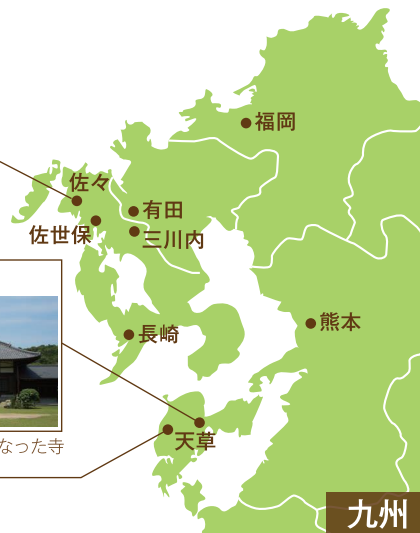 福岡
佐々
有田
佐世保
三川内
熊本
長崎
天草
なった寺
九州